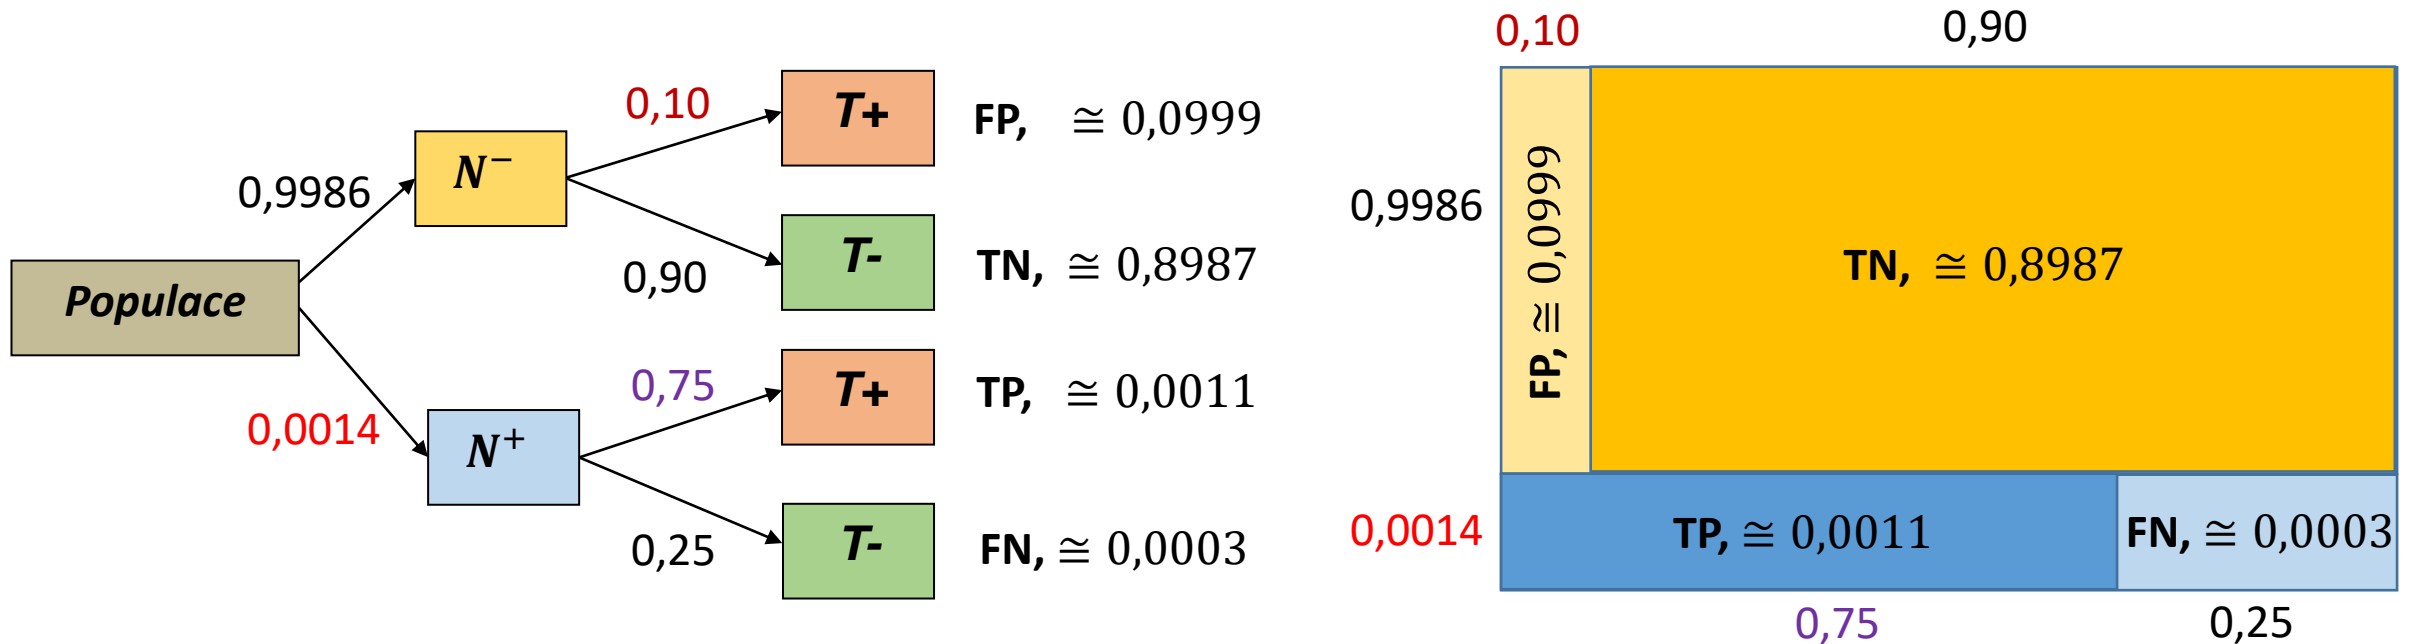 Populace
0,9986
0,0014
N⁻
N⁺
0,10
0,90
0,75
0,25
T+
T-
T+
T-
FP, ≅ 0,0999
TN, ≅ 0,8987
TP, ≅ 0,0011
FN, ≅ 0,0003
0,10
0,90
0,9986
FP, ≅ 0,0999
TN, ≅ 0,8987
0,0014
TP, ≅ 0,0011
FN, ≅ 0,0003
0,75
0,25